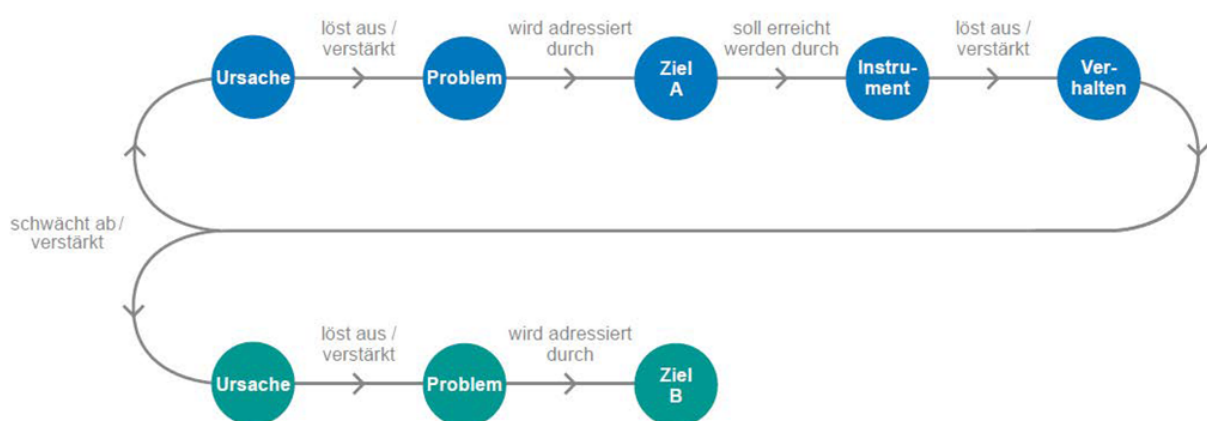 löst aus /
verstärkt
wird adressiert
durch
soll erreicht
werden durch
löst aus /
verstärkt
Ursache
Problem
Ziel
A
Instru-
ment
Ver-
halten
schwächt ab /
verstärkt
löst aus /
verstärkt
wird adressiert
durch
Ursache
Problem
Ziel
B